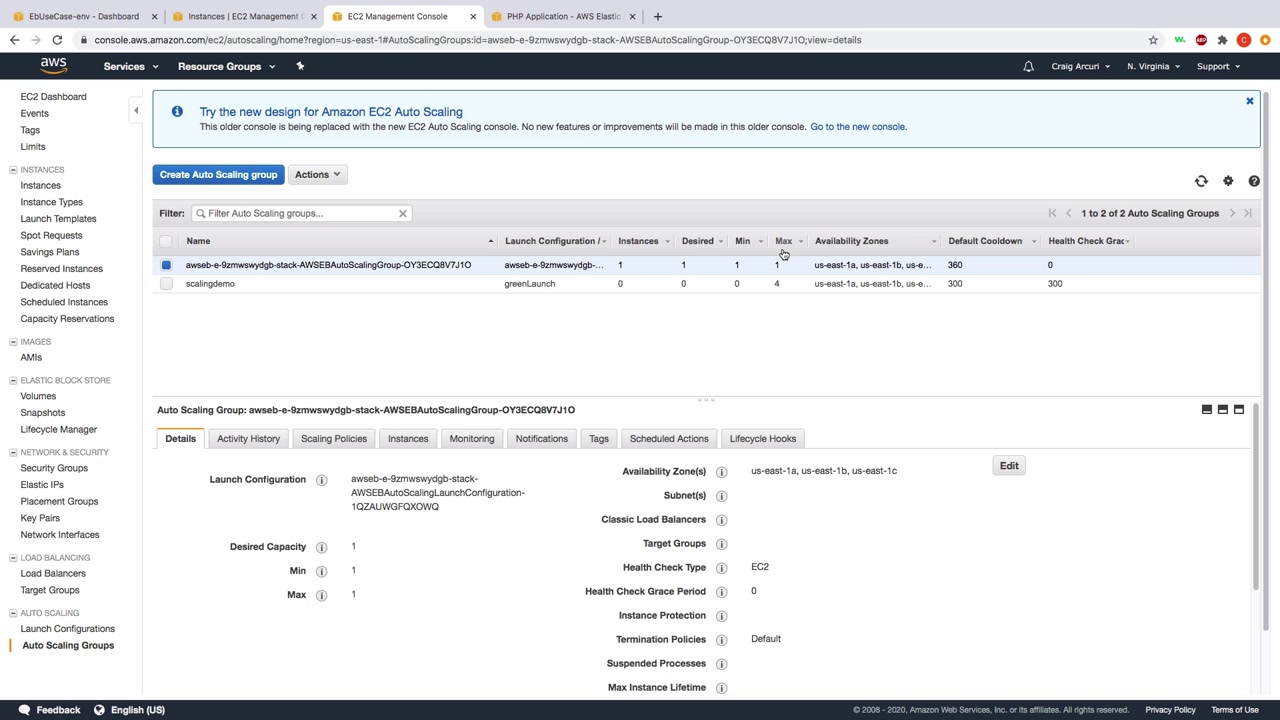 EbUseCase-env - Dashboard
Instances | EC2 Management C
EC2 Management Console
PHP Application - AWS Elastic
console.aws.amazon.com/ec2/autoscaling/home?region=us-east-1#AutoScalingGroups:id=awseb-e-9zmwswydgb-stack-AWSEBAutoScalingGroup-OY3ECQ8V7J1O;view=details
aws
Services
Resource Groups
Craig Arcuri
N. Virginia
Support
EC2 Dashboard
Events
Tags
Limits
INSTANCES
Instances
Instance Types
Launch Templates
Spot Requests
Savings Plans
Reserved Instances
Dedicated Hosts
Scheduled Instances
Capacity Reservations
IMAGES
AMIs
ELASTIC BLOCK STORE
Volumes
Snapshots
Lifecycle Manager
NETWORK & SECURITY
Security Groups
Elastic IPs
Placement Groups
Key Pairs
Network Interfaces
LOAD BALANCING
Load Balancers
Target Groups
AUTO SCALING
Launch Configurations
Auto Scaling Groups
Try the new design for Amazon EC2 Auto Scaling
This older console is being replaced with the new EC2 Auto Scaling console. No new features or improvements will be made in this older console. Go to the new console.
Create Auto Scaling group
Actions
Filter: Filter Auto Scaling groups...
1 to 2 of 2 Auto Scaling Groups
Name Launch Configuration / Instances Desired Min Max Availability Zones Default Cooldown Health Check Grac
awseb-e-9zmwswydgb-stack-AWSEBAutoScalingGroup-OY3ECQ8V7J1O awseb-e-9zmwswydgb-... 1 1 1 1 us-east-1a, us-east-1b, us-e... 360 0
scalingdemo greenLaunch 0 0 0 4 us-east-1a, us-east-1b, us-e... 300 300
Auto Scaling Group: awseb-e-9zmwswydgb-stack-AWSEBAutoScalingGroup-OY3ECQ8V7J1O
Details
Activity History
Scaling Policies
Instances
Monitoring
Notifications
Tags
Scheduled Actions
Lifecycle Hooks
Launch Configuration
awseb-e-9zmwswydgb-stack-
AWSEBAutoScalingLaunchConfiguration-
1QZAUWGFQXOWQ
Desired Capacity 1
Min 1
Max 1
Availability Zone(s) us-east-1a, us-east-1b, us-east-1c
Subnet(s)
Classic Load Balancers
Target Groups
Health Check Type EC2
Health Check Grace Period 0
Instance Protection
Termination Policies Default
Suspended Processes
Max Instance Lifetime
Edit
Feedback
English (US)
© 2008 - 2020, Amazon Web Services, Inc. or its affiliates. All rights reserved.
Privacy Policy
Terms of Use